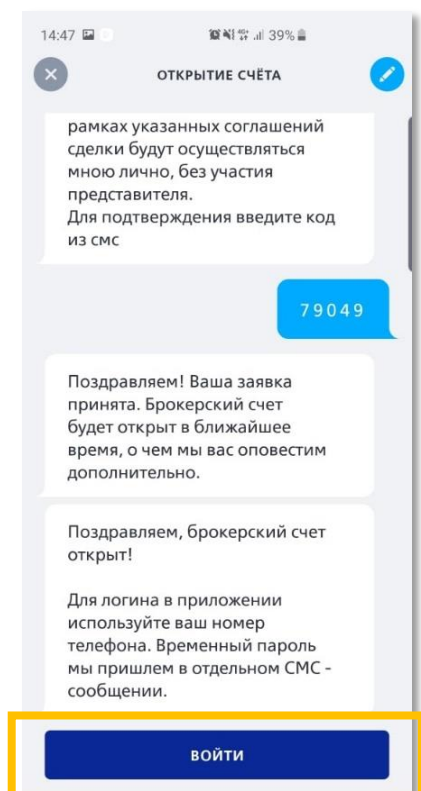 14:47 39%
ОТКРЫТИЕ СЧЁТА
рамках указанных соглашений
сделки будут осуществляться
мною лично, без участия
представителя.
Для подтверждения введите код
из смс
79049
Поздравляем! Ваша заявка
принята. Брокерский счет
будет открыт в ближайшее
время, о чем мы вас оповестим
дополнительно.
Поздравляем, брокерский счет
открыт!
Для логина в приложении
используйте ваш номер
телефона. Временный пароль
мы пришлем в отдельном СМС -
сообщении.
ВОЙТИ